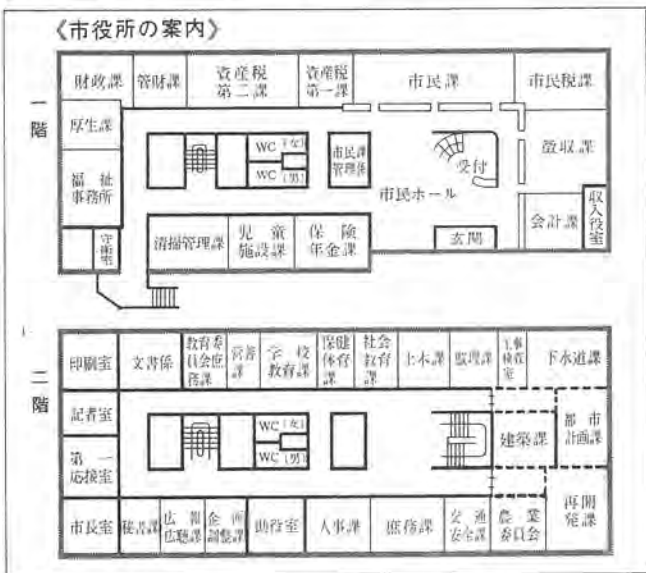 《市役所の案内》
一階
財政課
管財課
資産税
第二課
資産税
第一課
市民課
市民税課
厚生課
福祉
事務所
守衛室
WC(女)
WC(男)
市民課
管理係
受付
市民ホール
徴収課
会計課
収入役室
玄関
清掃管理課
児童
施設課
保険
年金課
二階
印刷室
文書係
教育委
員会庶
務課
営繕
課
学校
教育課
保健
体育
課
社会
教育
課
土木課
監理課
工事
検査
室
下水道課
記者室
第一
応接室
WC(女)
WC(男)
建築課
都市
計画課
市長室
秘書課
広報
広聴課
企画
調整課
助役室
人事課
庶務課
交通
安全課
農業
委員会
再開
発課